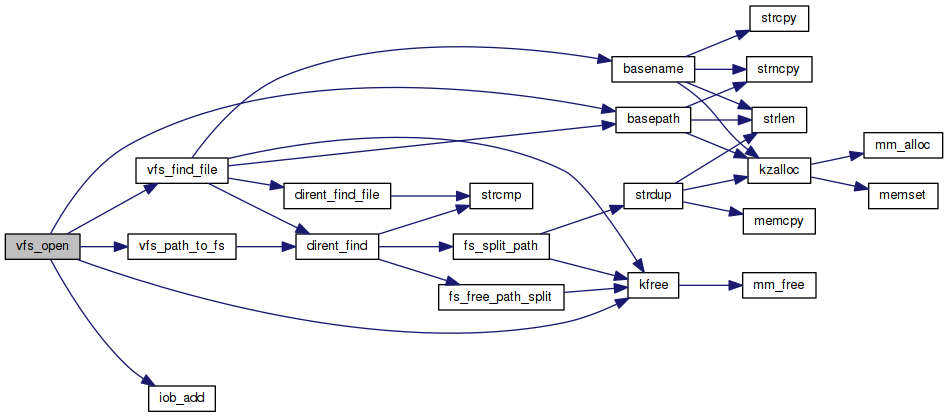 strcpy
basename
strncpy
basepath
strlen
mm_alloc
vfs_find_file
kzalloc
dirent_find_file
strcmp
strdup
memset
memcpy
vfs_open
vfs_path_to_fs
dirent_find
fs_split_path
kfree
mm_free
fs_free_path_split
iob_add